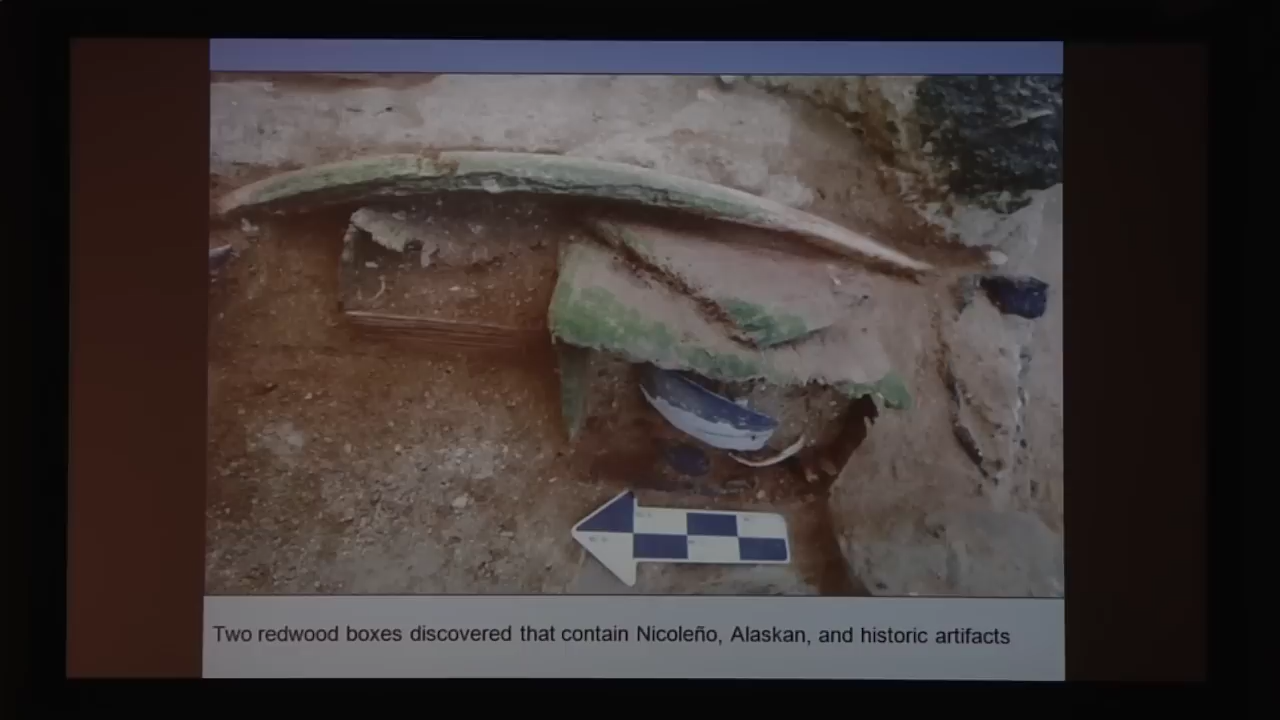 Two redwood boxes discovered that contain Nicoleño, Alaskan, and historic artifacts